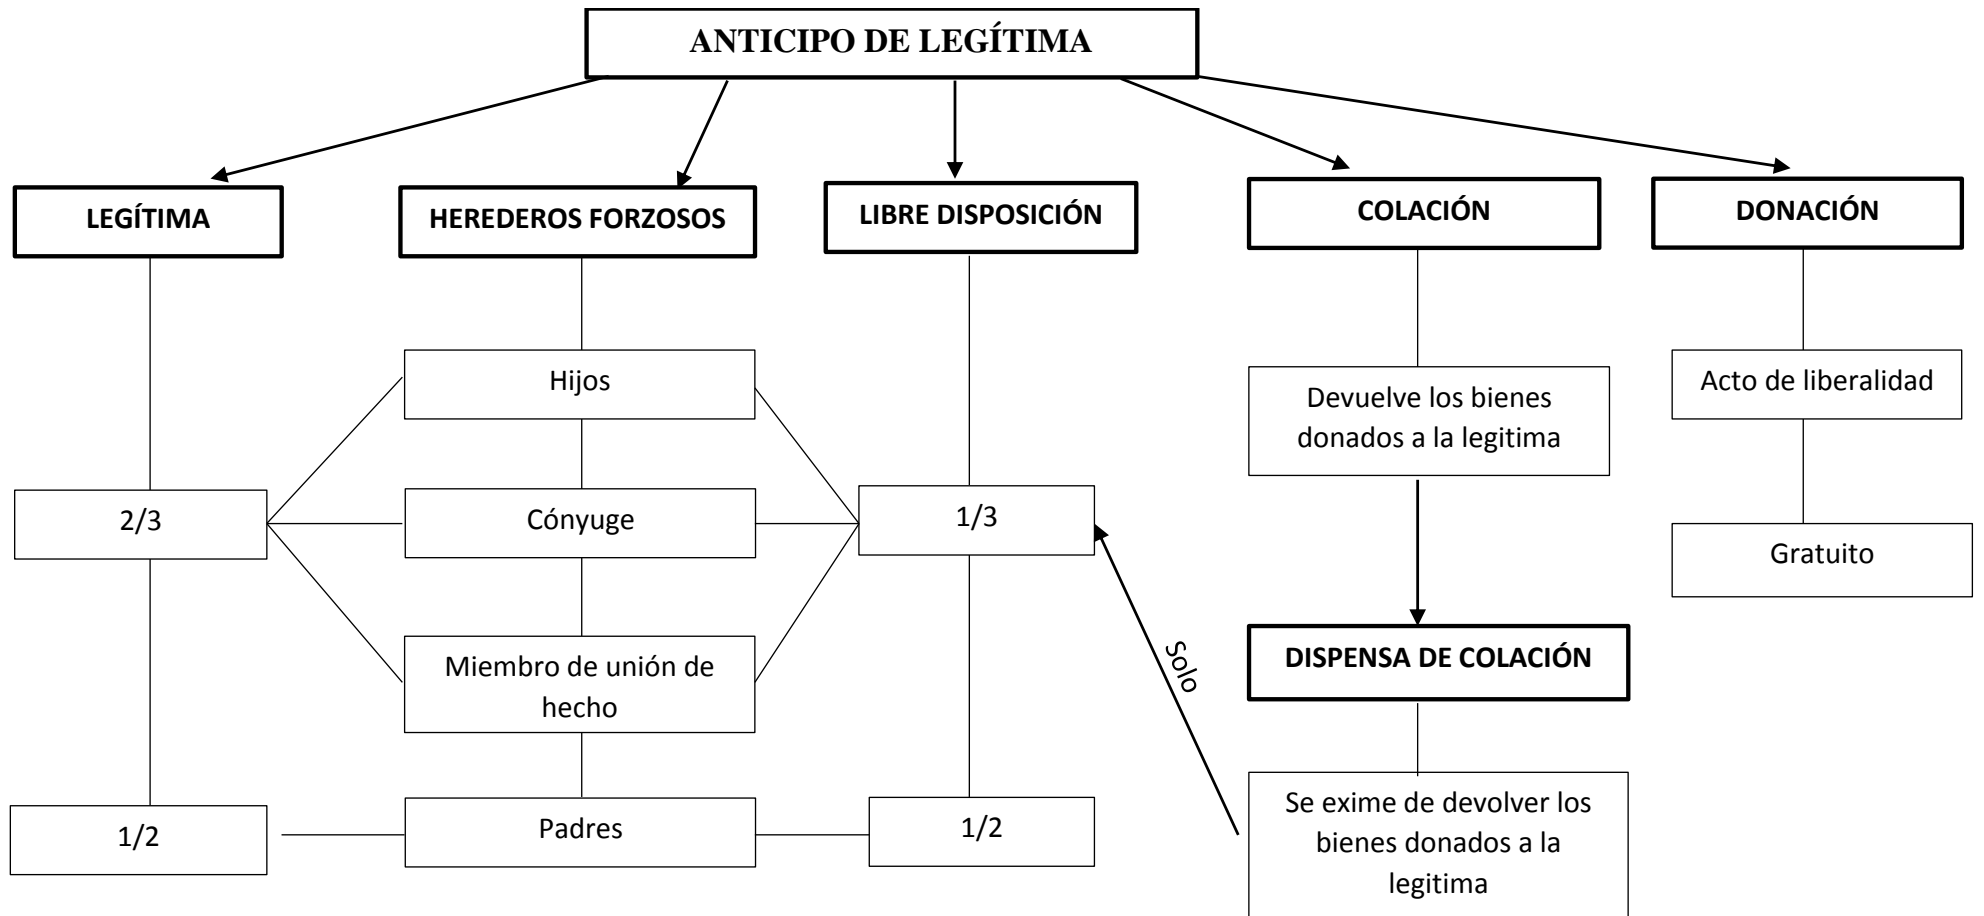 ANTICIPO DE LEGÍTIMA
LEGÍTIMA
HEREDEROS FORZOSOS
LIBRE DISPOSICIÓN
COLACIÓN
DONACIÓN
Hijos
Devuelve los bienes
donados a la legitima
Acto de liberalidad
2/3
Cónyuge
1/3
Gratuito
Miembro de unión de
hecho
Solo
DISPENSA DE COLACIÓN
1/2
Padres
1/2
Se exime de devolver los
bienes donados a la
legitima